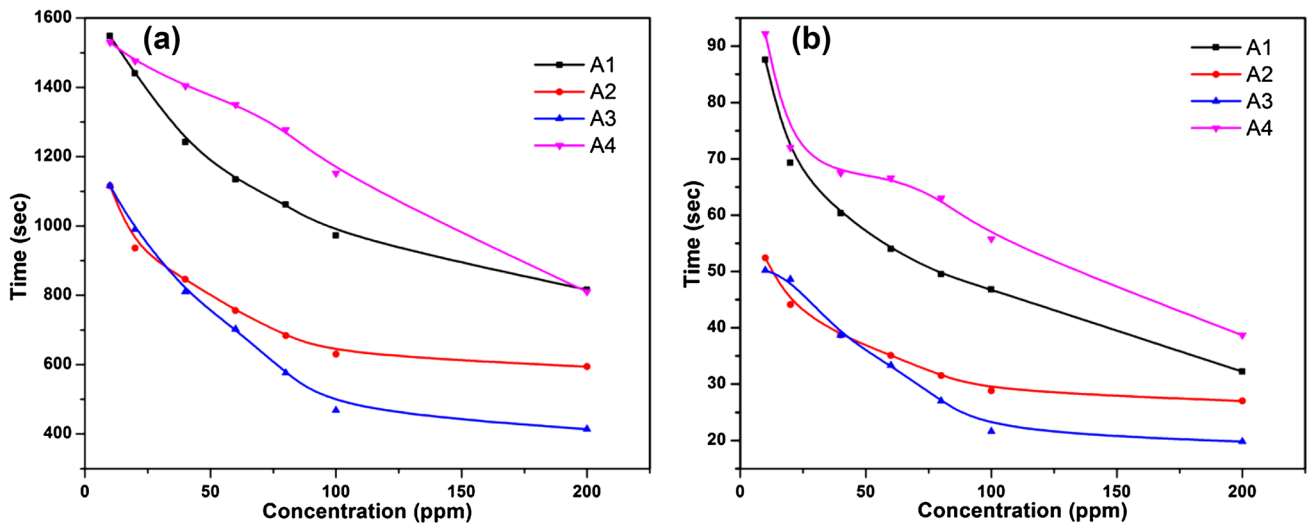 (a)
A1
A2
A3
A4
1600
1400
1200
1000
800
600
400
Time (sec)
0 50 100 150 200
Concentration (ppm)
(b)
A1
A2
A3
A4
90
80
70
60
50
40
30
20
Time (sec)
0 50 100 150 200
Concentration (ppm)